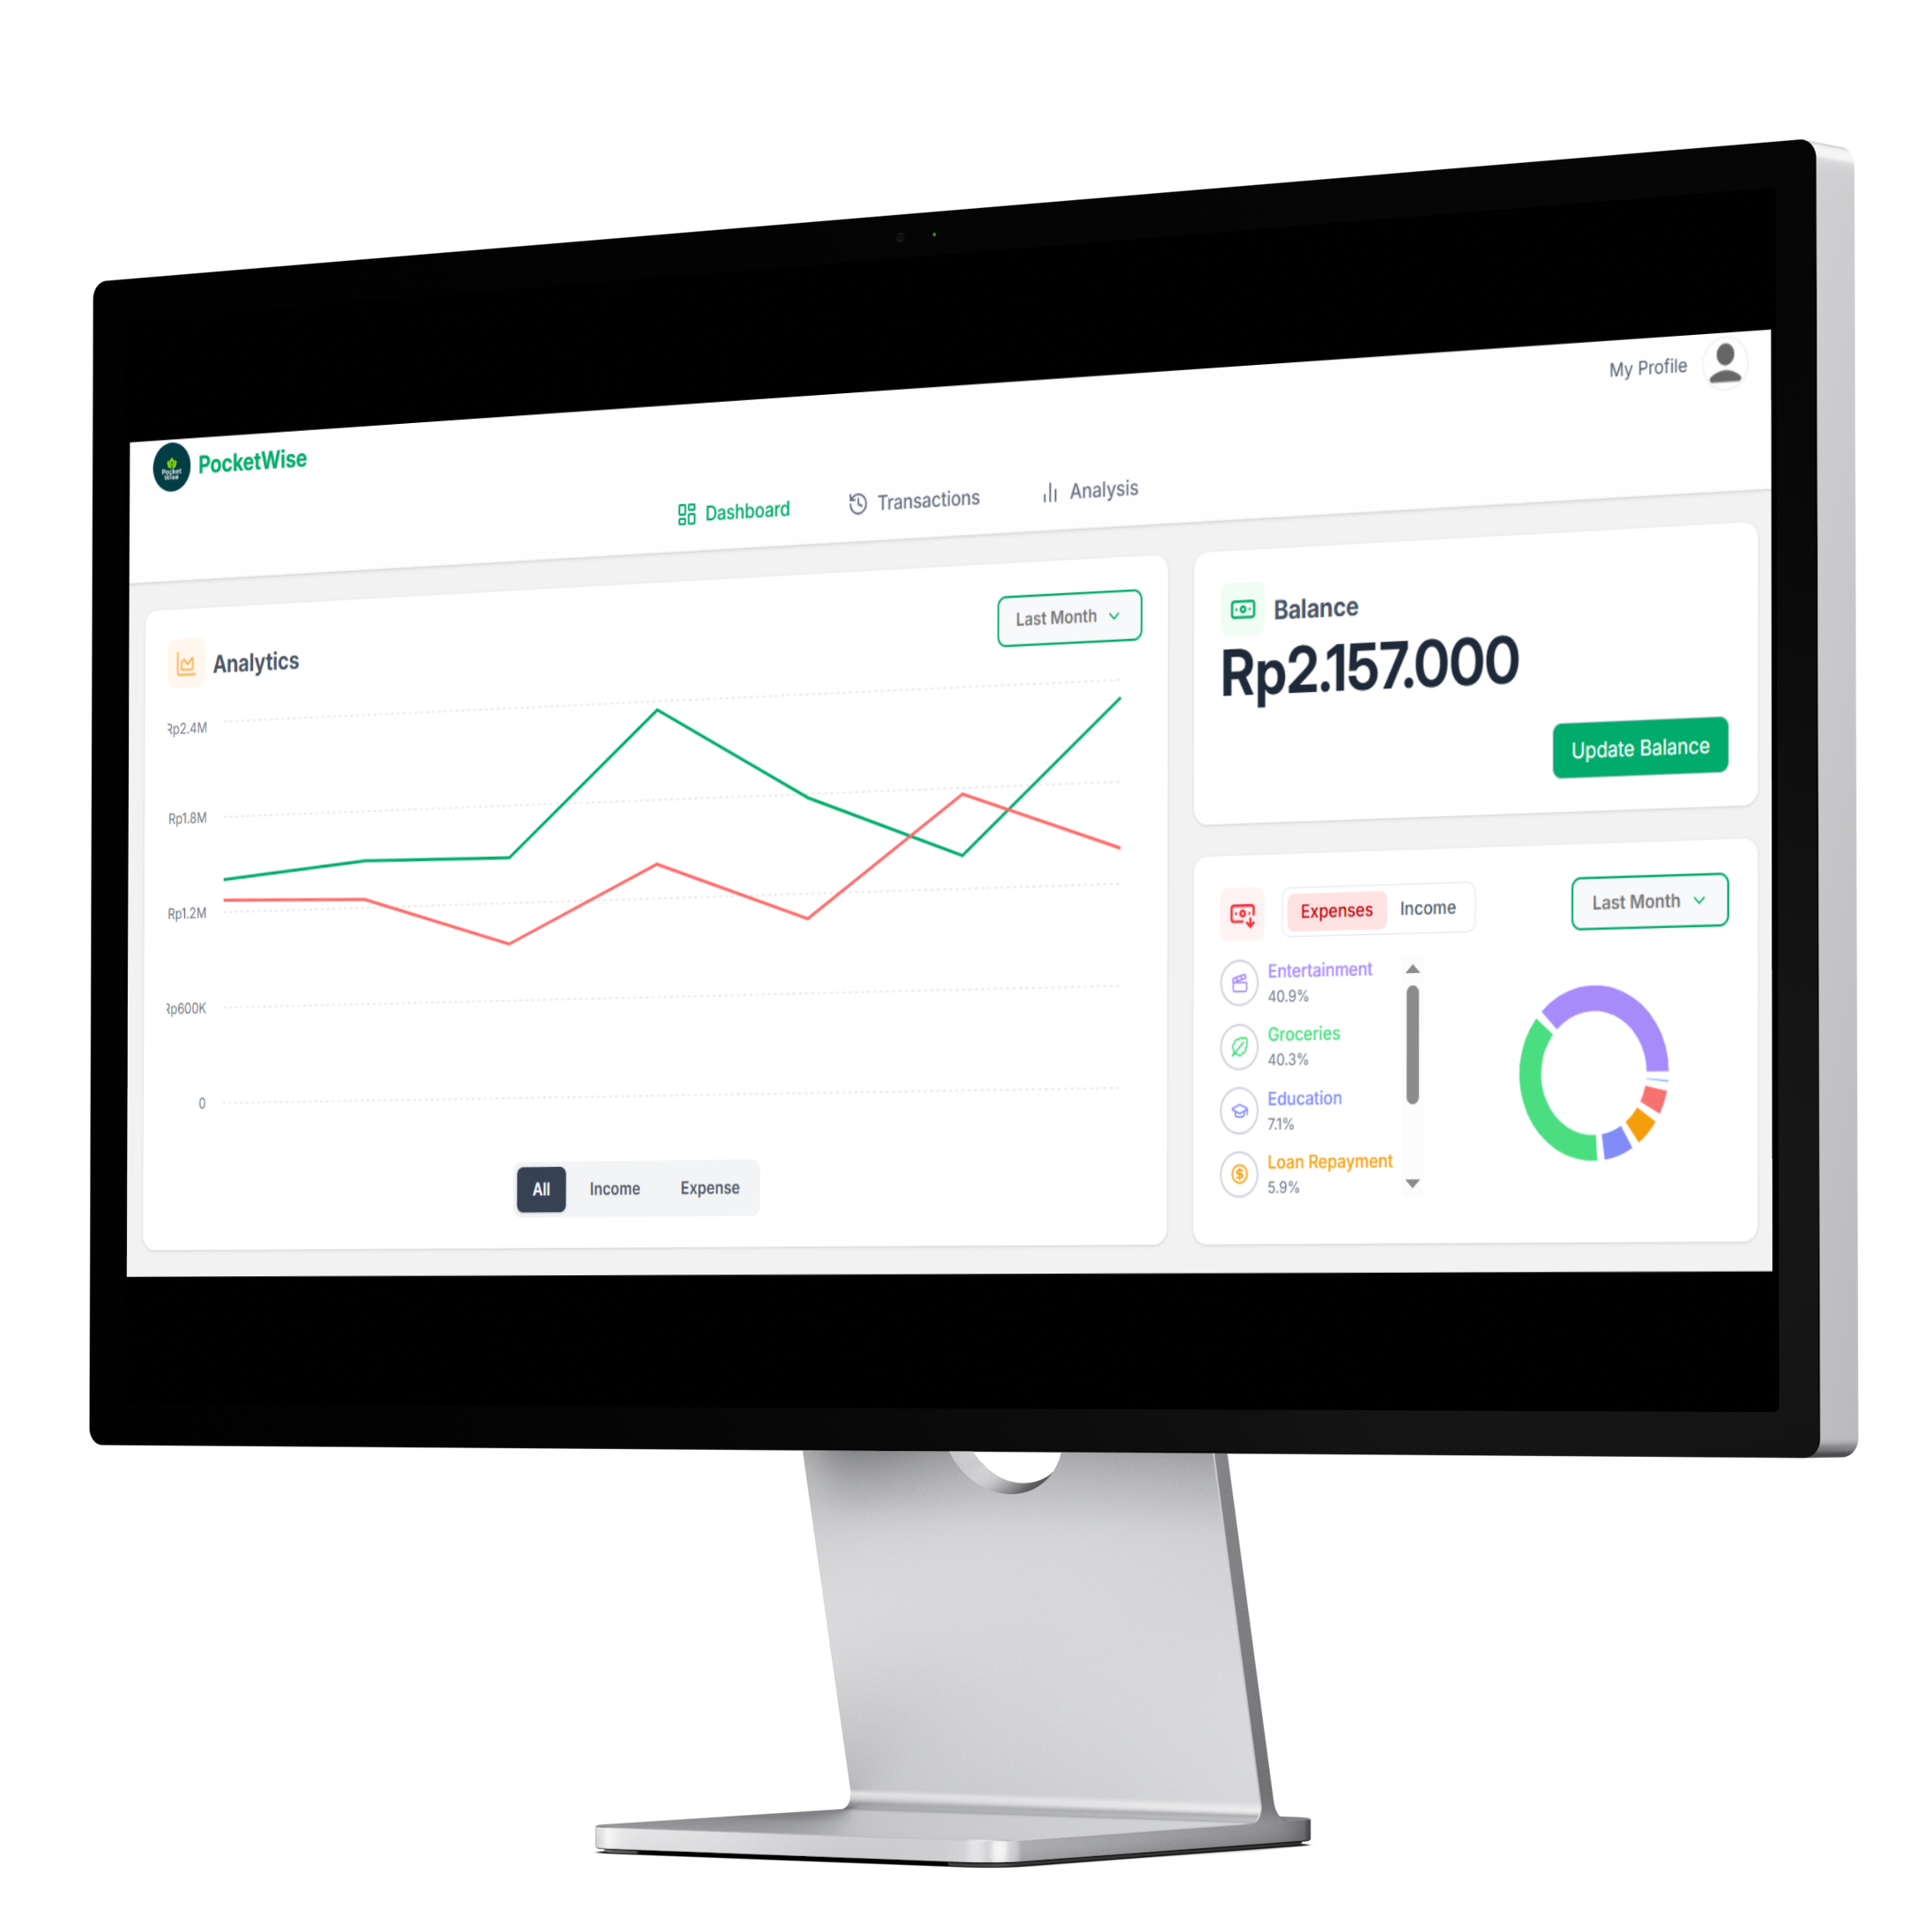 My Profile
Pocket
Wise
PocketWise
Dashboard
Transactions
Analysis
Analytics
Last Month
Rp2.4M
Rp1.8M
Rp1.2M
Rp600K
0
All
Income
Expense
Balance
Rp2.157.000
Update Balance
Expenses
Income
Last Month
Entertainment
40.9%
Groceries
40.3%
Education
7.1%
Loan Repayment
5.9%